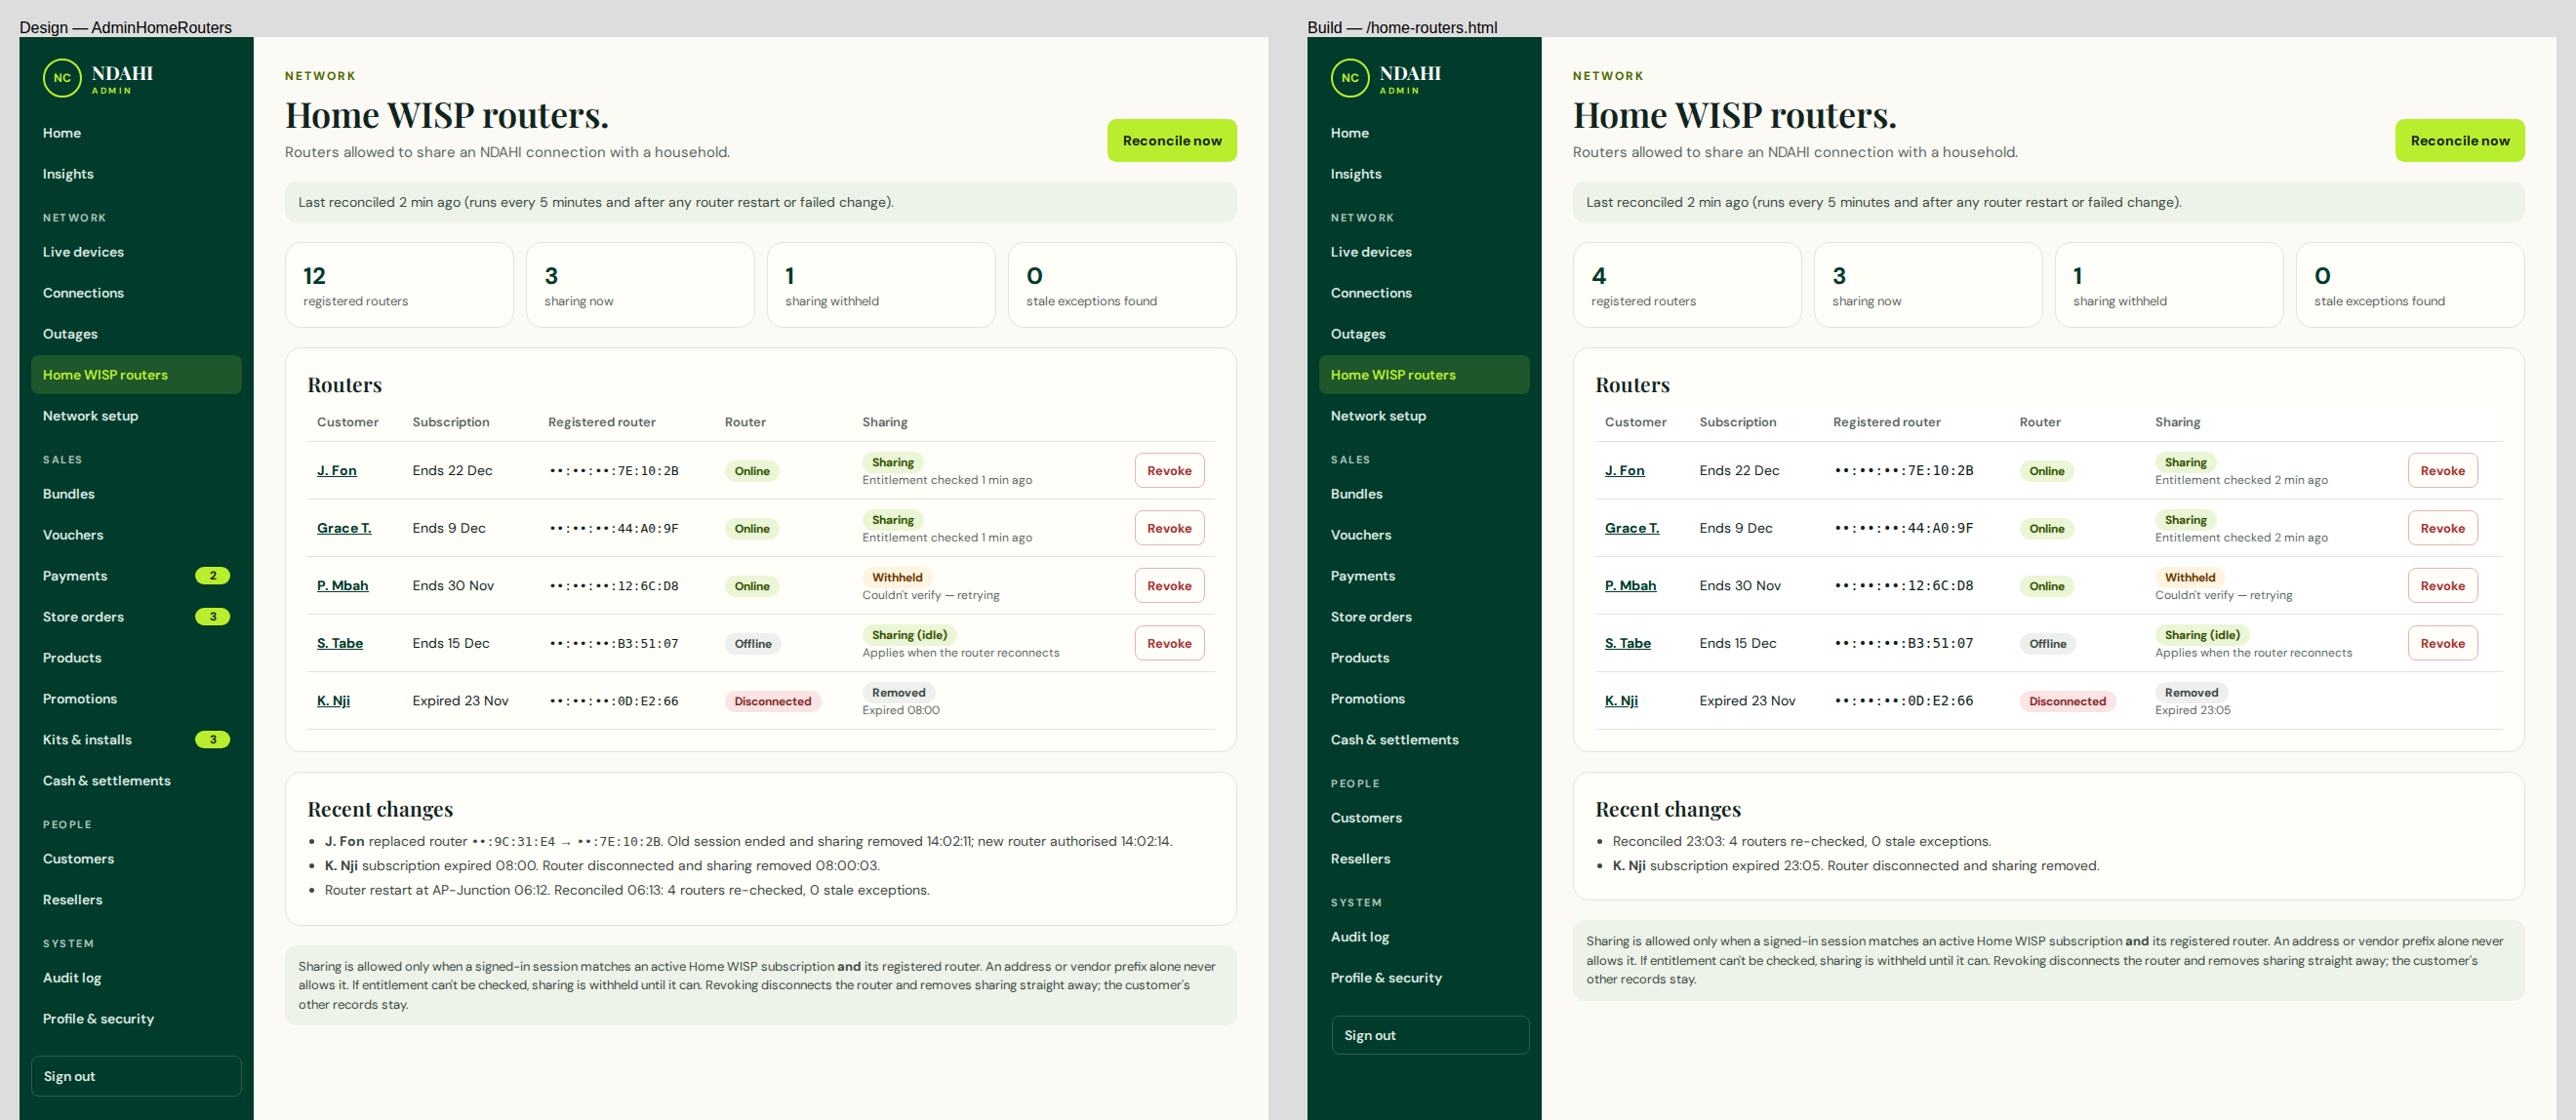 Design — AdminHomeRouters
NC
NDAHI
ADMIN
Home
Insights
NETWORK
Live devices
Connections
Outages
Home WISP routers
Network setup
SALES
Bundles
Vouchers
Payments 2
Store orders 3
Products
Promotions
Kits & installs 3
Cash & settlements
PEOPLE
Customers
Resellers
SYSTEM
Audit log
Profile & security
Sign out
NETWORK
Home WISP routers.
Routers allowed to share an NDAHI connection with a household.
Reconcile now
Last reconciled 2 min ago (runs every 5 minutes and after any router restart or failed change).
12
registered routers
3
sharing now
1
sharing withheld
0
stale exceptions found
Routers
Customer Subscription Registered router Router Sharing
J. Fon Ends 22 Dec ••:••:••:7E:10:2B Online Sharing Revoke
Entitlement checked 1 min ago
Grace T. Ends 9 Dec ••:••:••:44:A0:9F Online Sharing Revoke
Entitlement checked 1 min ago
P. Mbah Ends 30 Nov ••:••:••:12:6C:D8 Online Withheld Revoke
Couldn't verify — retrying
S. Tabe Ends 15 Dec ••:••:••:B3:51:07 Offline Sharing (idle) Revoke
Applies when the router reconnects
K. Nji Expired 23 Nov ••:••:••:0D:E2:66 Disconnected Removed
Expired 08:00
Recent changes
• J. Fon replaced router ••:9C:31:E4 → ••:7E:10:2B. Old session ended and sharing removed 14:02:11; new router authorised 14:02:14.
• K. Nji subscription expired 08:00. Router disconnected and sharing removed 08:00:03.
• Router restart at AP-Junction 06:12. Reconciled 06:13: 4 routers re-checked, 0 stale exceptions.
Sharing is allowed only when a signed-in session matches an active Home WISP subscription and its registered router. An address or vendor prefix alone never
allows it. If entitlement can't be checked, sharing is withheld until it can. Revoking disconnects the router and removes sharing straight away; the customer's
other records stay.
Build — /home-routers.html
NC
NDAHI
ADMIN
Home
Insights
NETWORK
Live devices
Connections
Outages
Home WISP routers
Network setup
SALES
Bundles
Vouchers
Payments
Store orders
Products
Promotions
Cash & settlements
PEOPLE
Customers
Resellers
SYSTEM
Audit log
Profile & security
Sign out
NETWORK
Home WISP routers.
Routers allowed to share an NDAHI connection with a household.
Reconcile now
Last reconciled 2 min ago (runs every 5 minutes and after any router restart or failed change).
4
registered routers
3
sharing now
1
sharing withheld
0
stale exceptions found
Routers
Customer Subscription Registered router Router Sharing
J. Fon Ends 22 Dec ••:••:••:7E:10:2B Online Sharing Revoke
Entitlement checked 2 min ago
Grace T. Ends 9 Dec ••:••:••:44:A0:9F Online Sharing Revoke
Entitlement checked 2 min ago
P. Mbah Ends 30 Nov ••:••:••:12:6C:D8 Online Withheld Revoke
Couldn't verify — retrying
S. Tabe Ends 15 Dec ••:••:••:B3:51:07 Offline Sharing (idle) Revoke
Applies when the router reconnects
K. Nji Expired 23 Nov ••:••:••:0D:E2:66 Disconnected Removed
Expired 23:05
Recent changes
• Reconciled 23:03: 4 routers re-checked, 0 stale exceptions.
• K. Nji subscription expired 23:05. Router disconnected and sharing removed.
Sharing is allowed only when a signed-in session matches an active Home WISP subscription and its registered router. An address or vendor prefix alone never
allows it. If entitlement can't be checked, sharing is withheld until it can. Revoking disconnects the router and removes sharing straight away; the customer's
other records stay.